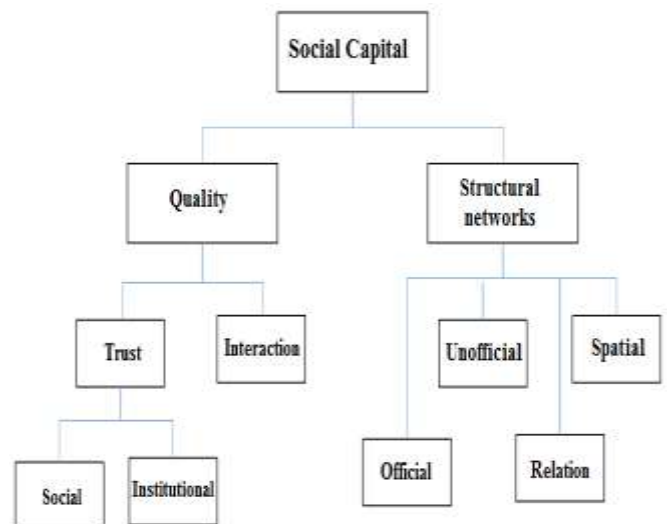 Social Capital
Quality
Structural
networks
Trust
Interaction
Unofficial
Spatial
Social
Institutional
Official
Relation